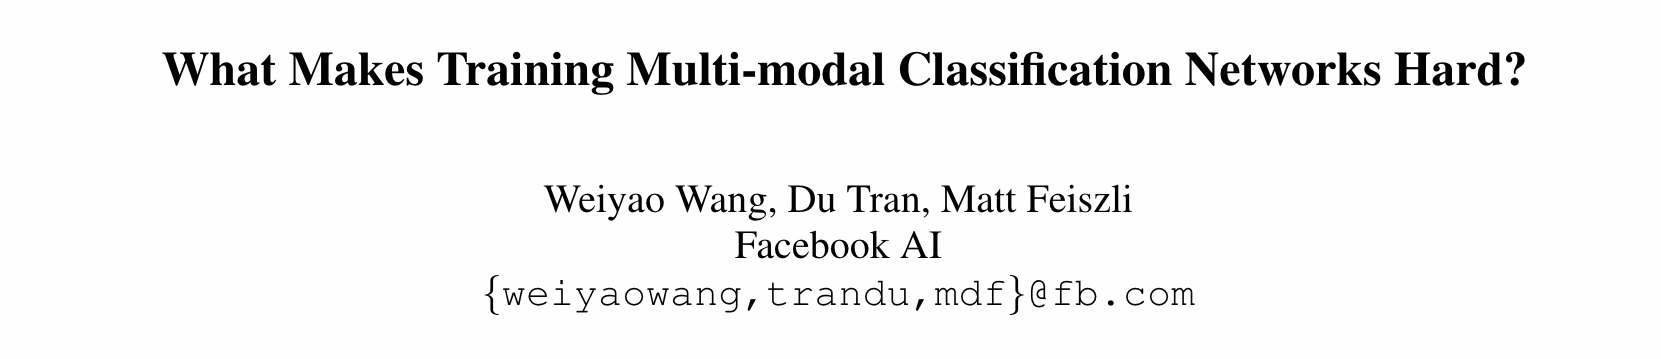 What Makes Training Multi-modal Classification Networks Hard?
Weiyao Wang, Du Tran, Matt Feiszli
Facebook AI
{weiyaowang,trandu,mdf}@fb.com